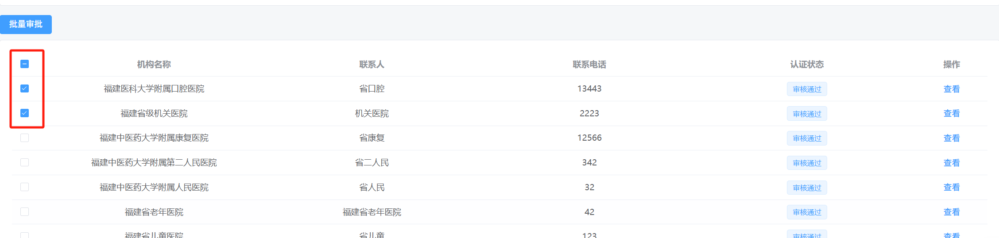 批量审批
机构名称 联系人 联系电话 认证状态 操作
福建医科大学附属口腔医院 省口腔 13443 审核通过 查看
福建省级机关医院 机关医院 2223 审核通过 查看
福建中医药大学附属康复医院 省康复 12566 审核通过 查看
福建中医药大学附属第二人民医院 省二人民 342 审核通过 查看
福建中医药大学附属人民医院 省人民 32 审核通过 查看
福建省老年医院 福建省老年医院 42 审核通过 查看
福建省儿童医院 省儿童 123 审核通过 查看